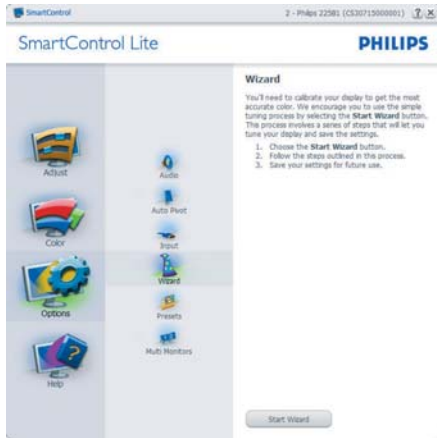 SmartControl
2 - Philips 225B1 (CS30715000001)
SmartControl Lite
PHILIPS
Adjust
Color
Options
Help
Audio
Auto Pivot
Input
Wizard
Presets
Multi Monitors
Wizard
You'll need to calibrate your display to get the most
accurate color. We encourage you to use the simple
tuning process by selecting the Start Wizard button.
The process involves a series of steps that will let you
tune your display and save the settings.
1. Choose the Start Wizard button.
2. Follow the steps outlined in this process.
3. Save your settings for future use.
Start Wizard